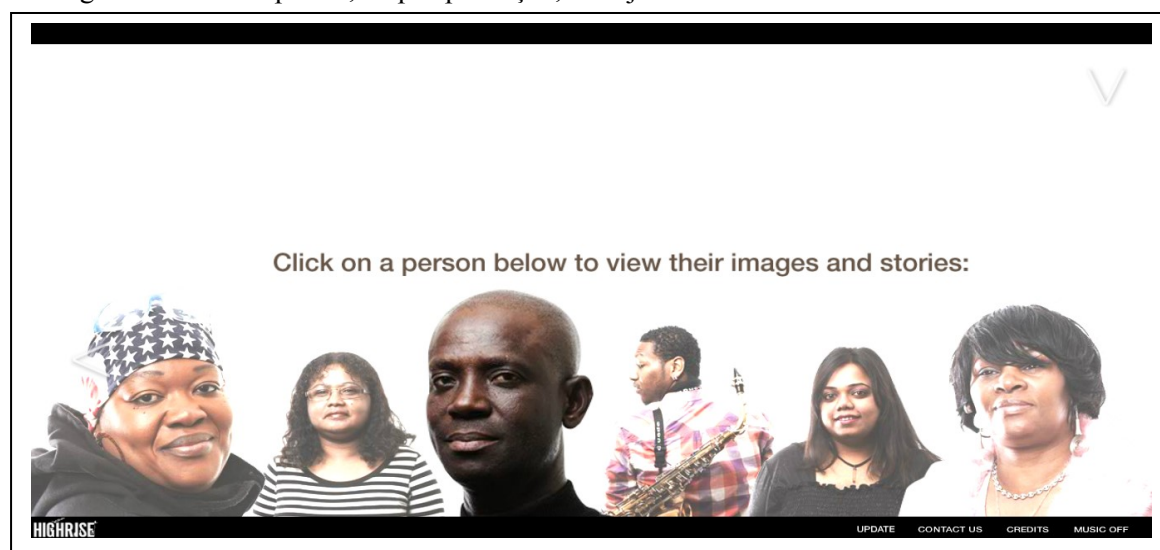 Click on a person below to view their images and stories:
HIGHRISE
UPDATE CONTACT US CREDITS MUSIC OFF